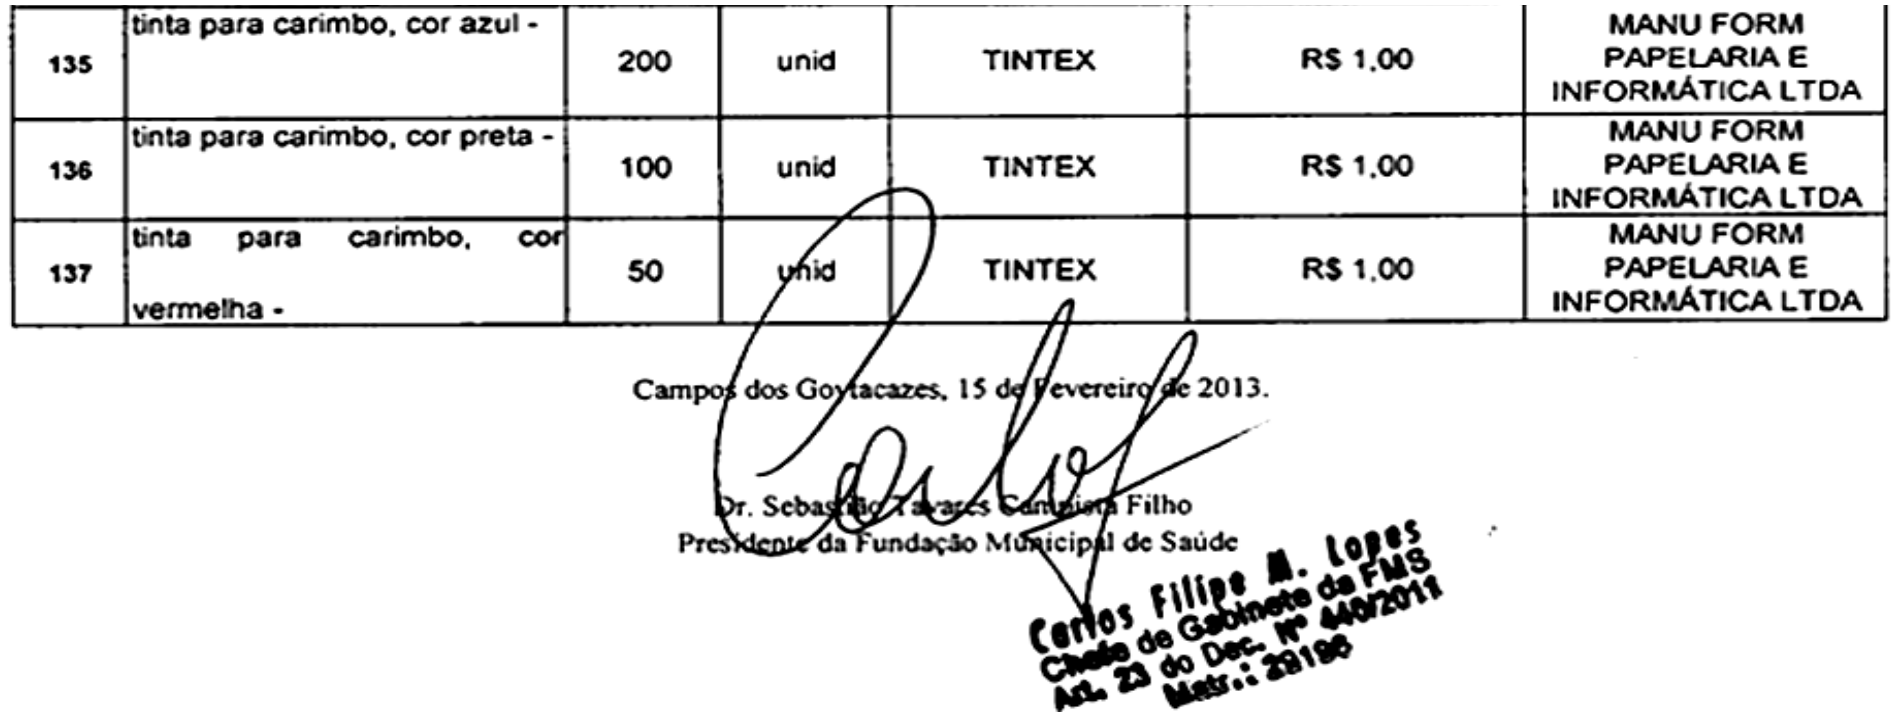 135 tinta para carimbo, cor azul - 200 unid TINTEX R$ 1,00 MANU FORM PAPELARIA E INFORMÁTICA LTDA
136 tinta para carimbo, cor preta - 100 unid TINTEX R$ 1,00 MANU FORM PAPELARIA E INFORMÁTICA LTDA
137 tinta para carimbo, cor vermelha - 50 unid TINTEX R$ 1,00 MANU FORM PAPELARIA E INFORMÁTICA LTDA
Campos dos Goytacazes, 15 de Fevereiro de 2013.
Dr. Sebastião Tavares Campista Filho
Presidente da Fundação Municipal de Saúde
Carlos Filipe M. Lopes
Chefe de Gabinete da FMS
Art. 23 do Dec. Nº 440/2011
Matr.: 29196